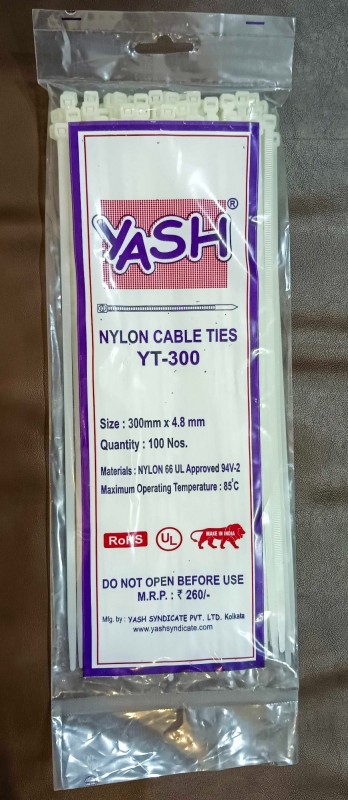 YASH®
NYLON CABLE TIES
YT-300
Size : 300mm x 4.8 mm
Quantity : 100 Nos.
Materials : NYLON 66 UL Approved 94V-2
Maximum Operating Temperature : 85°C
RoHS UL MAKE IN INDIA
DO NOT OPEN BEFORE USE
M.R.P. : ₹ 260/-
Mfg. by : YASH SYNDICATE PVT. LTD. Kolkata
www.yashsyndicate.com